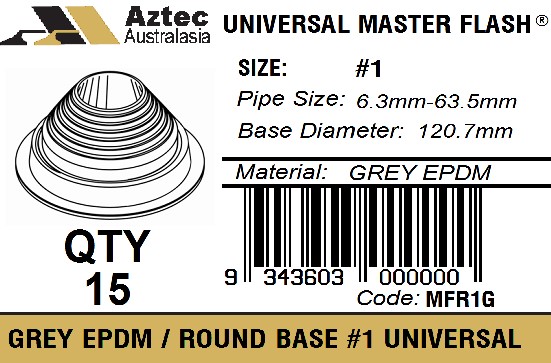 Aztec
Australasia
UNIVERSAL MASTER FLASH®
SIZE: #1
Pipe Size: 6.3mm-63.5mm
Base Diameter: 120.7mm
Material: GREY EPDM
QTY
15
9 343603 000000
Code: MFR1G
GREY EPDM / ROUND BASE #1 UNIVERSAL